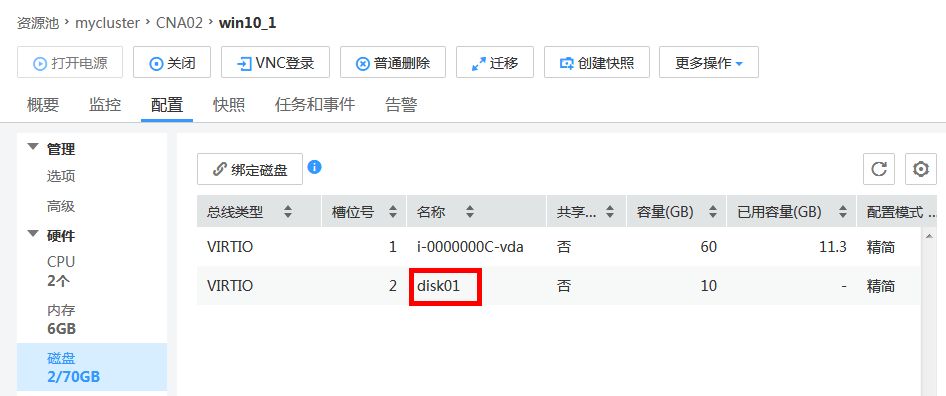 资源池 › mycluster › CNA02 › win10_1
打开电源 关闭 VNC登录 普通删除 迁移 创建快照 更多操作
概要 监控 配置 快照 任务和事件 告警
管理
选项
高级
硬件
CPU
2个
内存
6GB
磁盘
2/70GB
绑定磁盘
总线类型 槽位号 名称 共享... 容量(GB) 已用容量(GB) 配置模式 ...
VIRTIO 1 i-0000000C-vda 否 60 11.3 精简
VIRTIO 2 disk01 否 10 - 精简